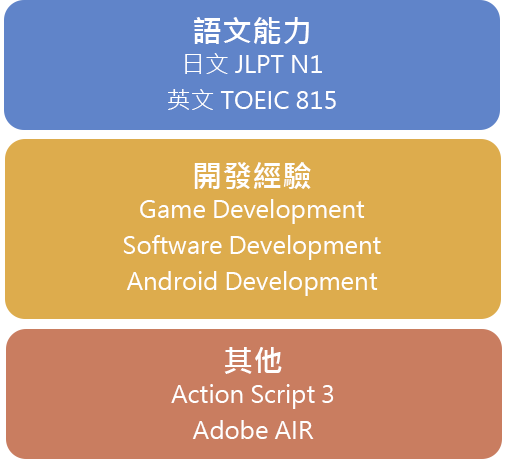 語文能力
日文 JLPT N1
英文 TOEIC 815
開發經驗
Game Development
Software Development
Android Development
其他
Action Script 3
Adobe AIR